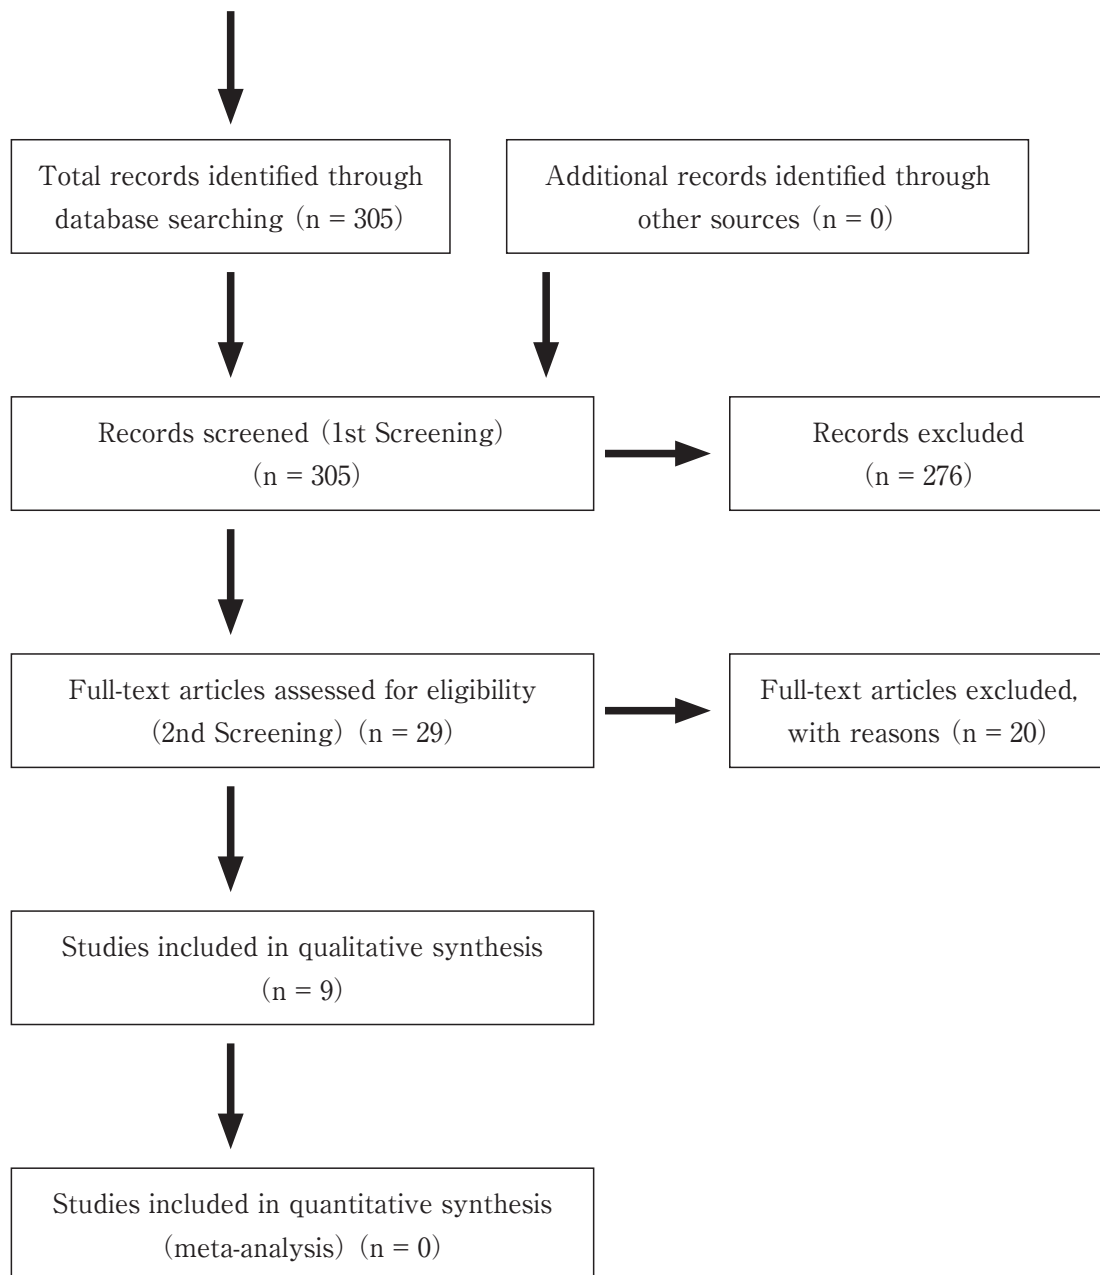 Total records identified through
database searching (n = 305)
Additional records identified through
other sources (n = 0)
Records screened (1st Screening)
(n = 305)
Records excluded
(n = 276)
Full-text articles assessed for eligibility
(2nd Screening) (n = 29)
Full-text articles excluded,
with reasons (n = 20)
Studies included in qualitative synthesis
(n = 9)
Studies included in quantitative synthesis
(meta-analysis) (n = 0)